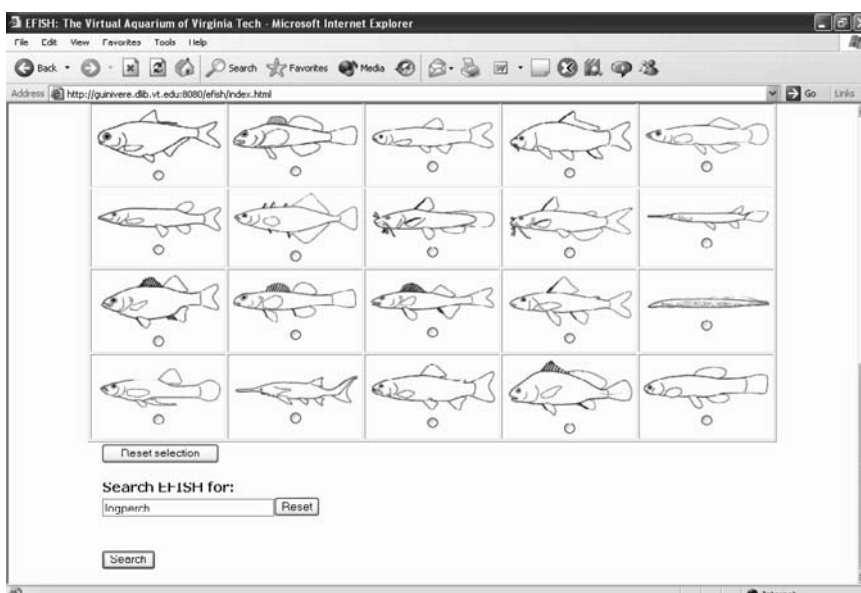 EFISH: The Virtual Aquarium of Virginia Tech - Microsoft Internet Explorer
File Edit View Favorites Tools Help
Back Search Favorites Media W
Address http://guinivere.dlib.vt.edu:8080/efish/index.html Go Links
Reset selection
Search EFISH for:
logperch Reset
Search
Internet